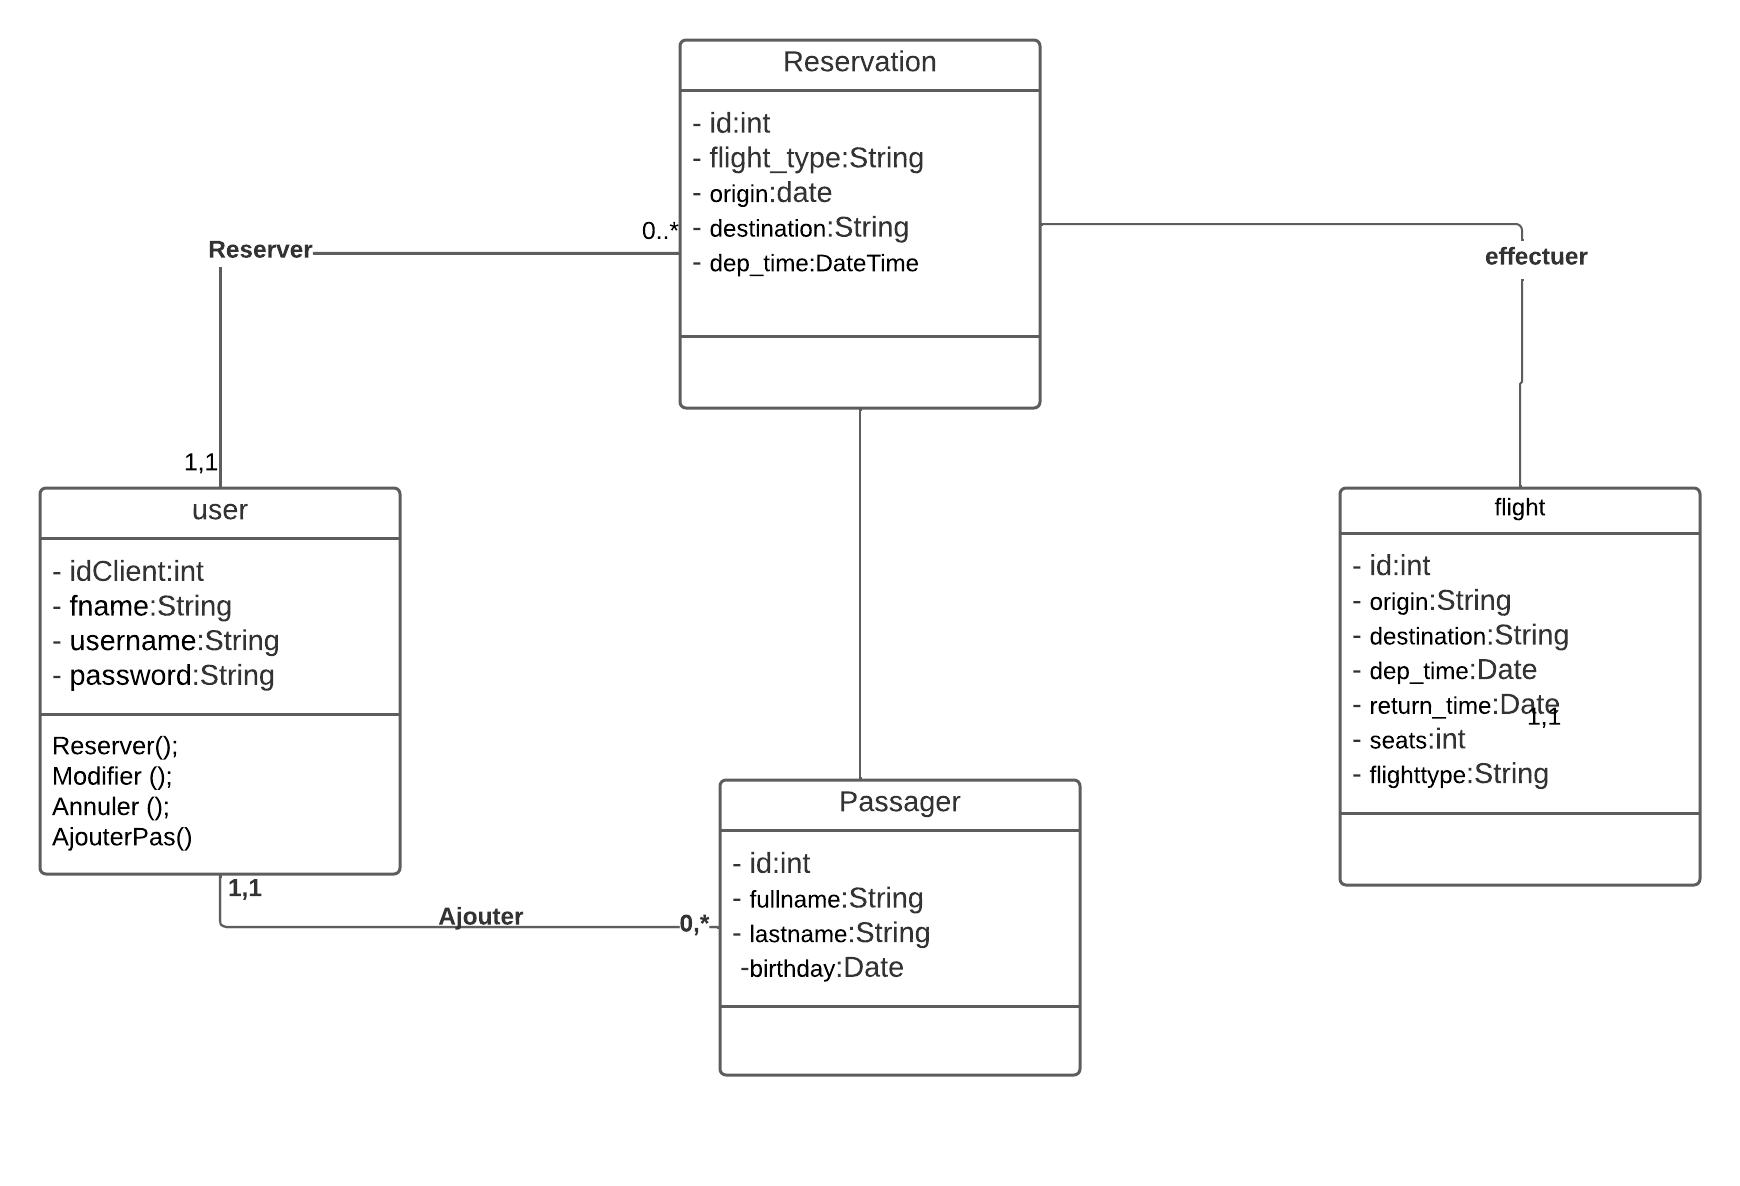 Reservation
- id:int
- flight_type:String
- origin:date
- destination:String
- dep_time:DateTime
0..*
Reserver
effectuer
1,1
user
- idClient:int
- fname:String
- username:String
- password:String
Reserver();
Modifier ();
Annuler ();
AjouterPas()
flight
- id:int
- origin:String
- destination:String
- dep_time:Date
- return_time:Date
1,1
- seats:int
- flighttype:String
1,1
Ajouter
0,*
Passager
- id:int
- fullname:String
- lastname:String
-birthday:Date